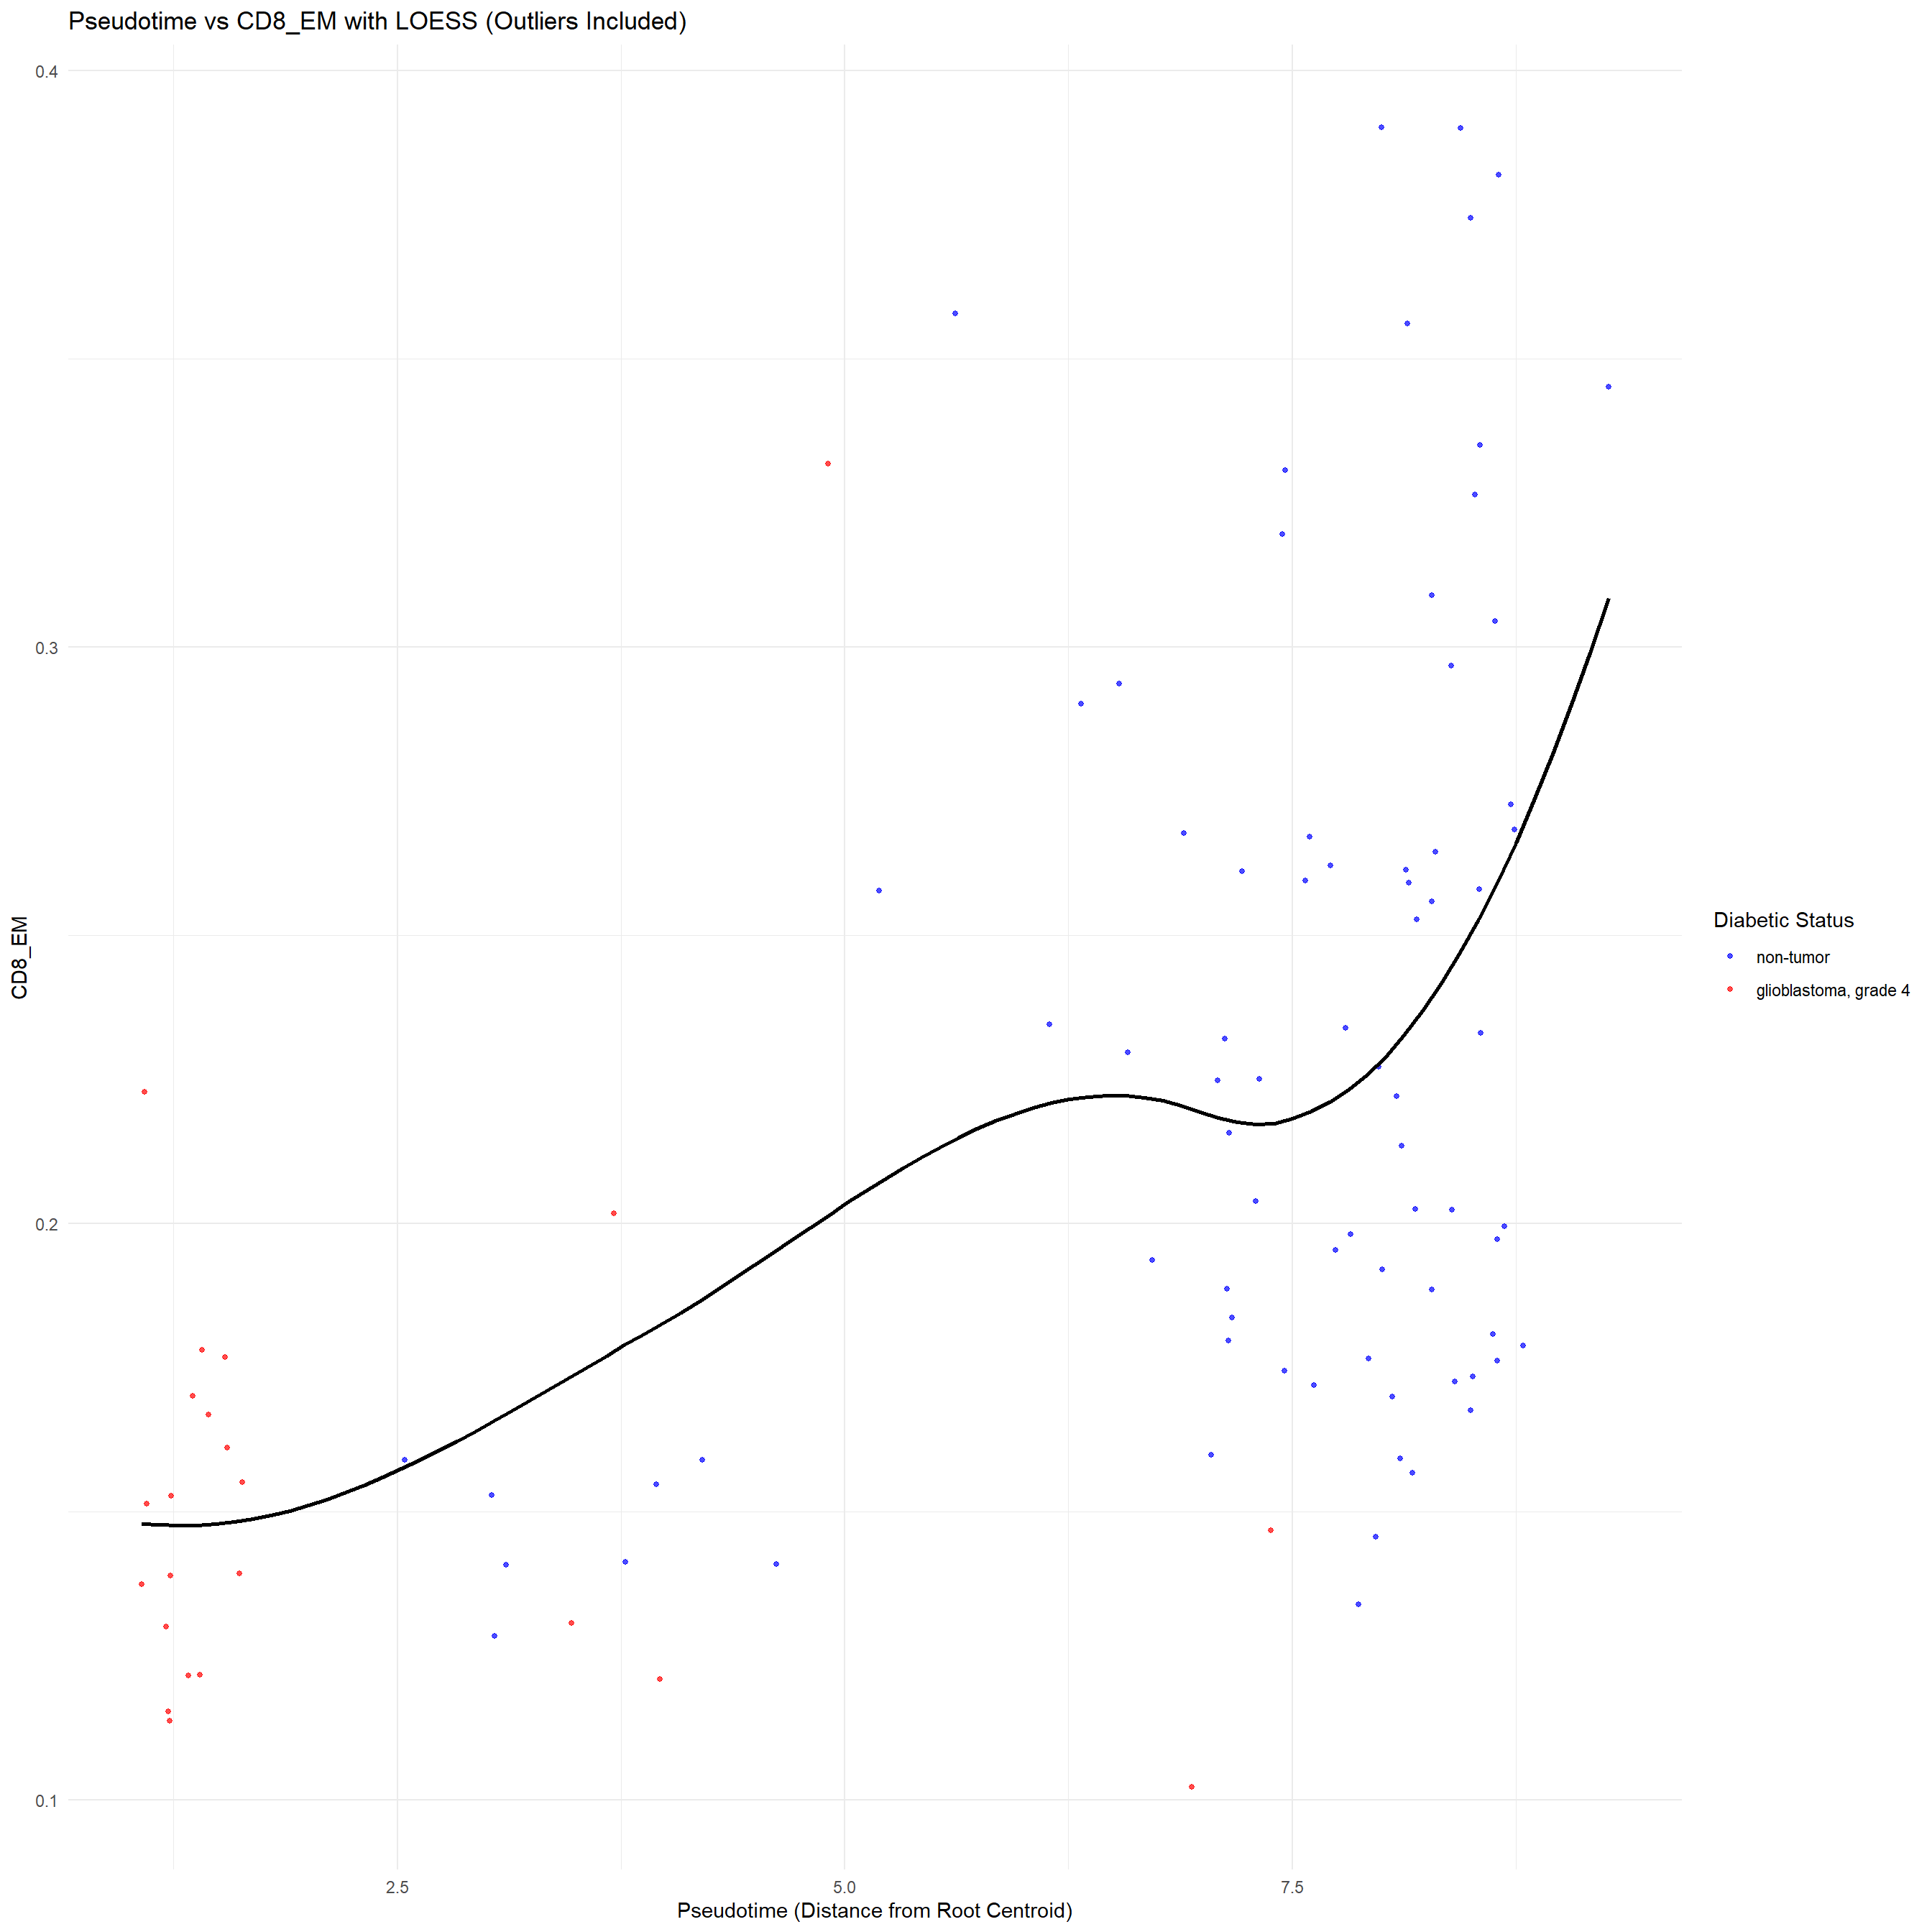 Pseudotime vs CD8_EM with LOESS (Outliers Included)
0.4
0.3
0.2
0.1
CD8_EM
2.5
5.0
7.5
Pseudotime (Distance from Root Centroid)
Diabetic Status
non-tumor
glioblastoma, grade 4